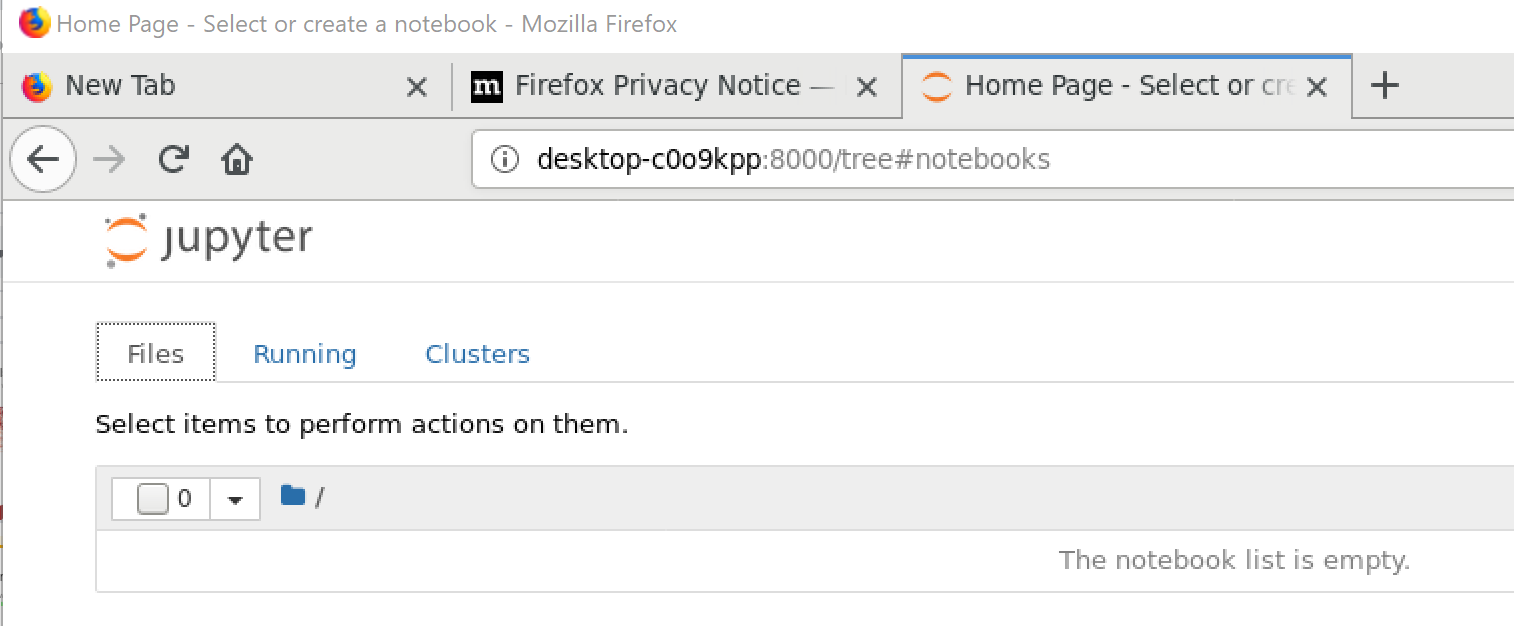 Home Page - Select or create a notebook - Mozilla Firefox
New Tab
m Firefox Privacy Notice —
Home Page - Select or cre
desktop-c0o9kpp:8000/tree#notebooks
jupyter
Files Running Clusters
Select items to perform actions on them.
0 /
The notebook list is empty.